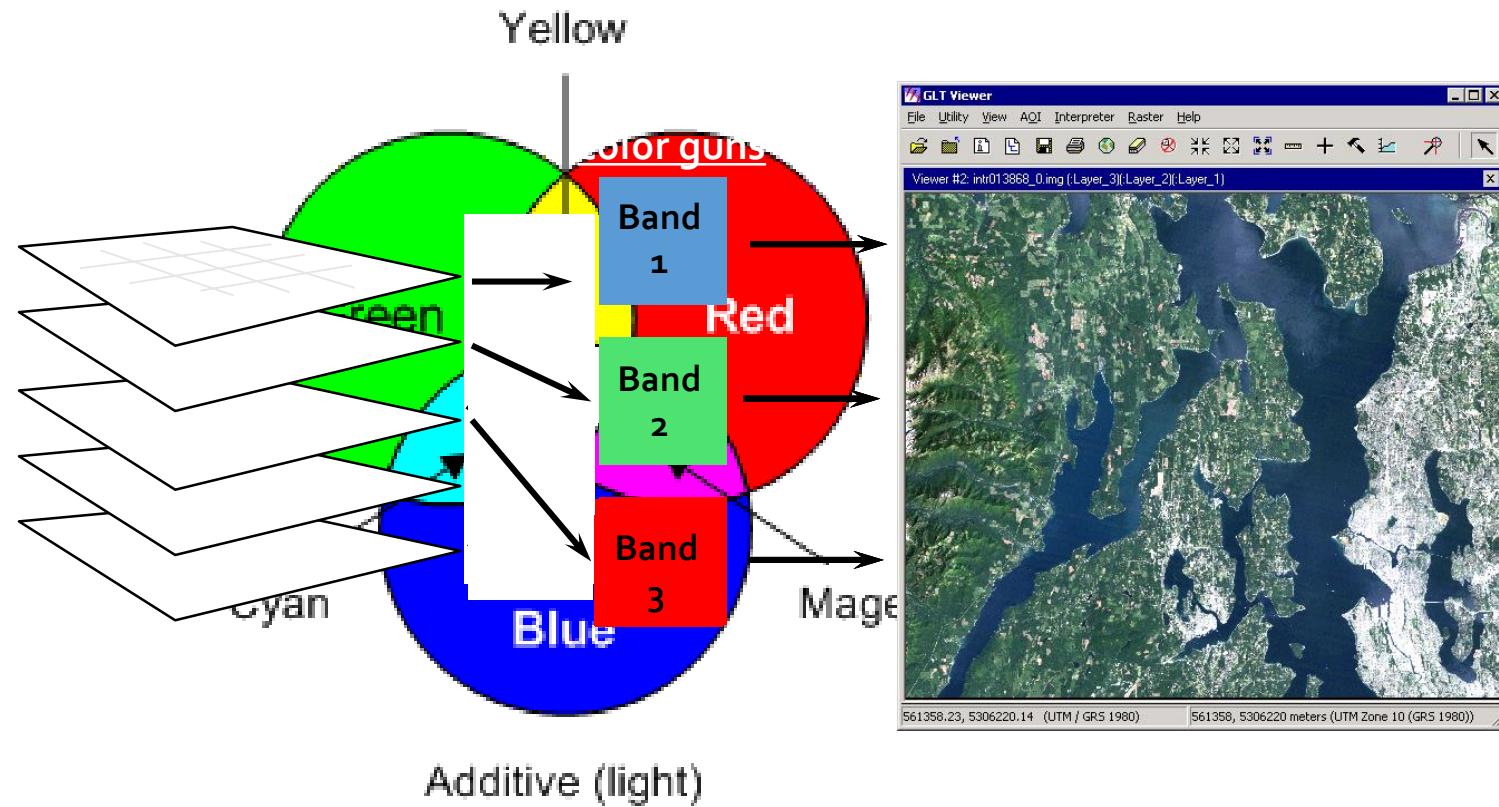 Yellow
color guns
Band
1
Red
Band
2
Band
3
Blue
Cyan
Additive (light)
GLT Viewer
File Utility View AOI Interpreter Raster Help
Viewer #2: intr013868_0.img (:Layer_3)(:Layer_2)(:Layer_1)
561358.23, 5306220.14 (UTM / GRS 1980)
561358, 5306220 meters (UTM Zone 10 (GRS 1980))